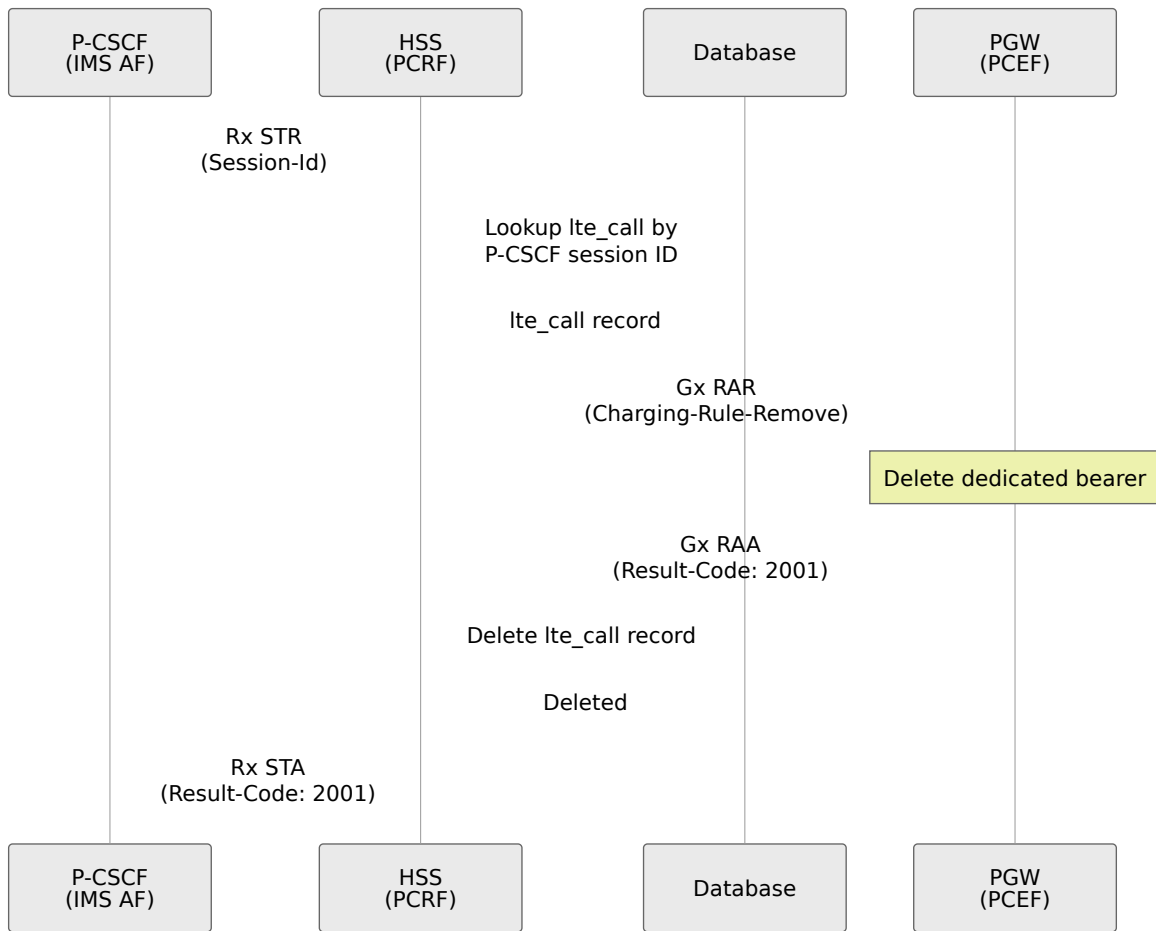 P-CSCF
(IMS AF)
HSS
(PCRF)
Database
PGW
(PCEF)
Rx STR
(Session-Id)
Lookup lte_call by
P-CSCF session ID
lte_call record
Gx RAR
(Charging-Rule-Remove)
Delete dedicated bearer
Gx RAA
(Result-Code: 2001)
Delete lte_call record
Deleted
Rx STA
(Result-Code: 2001)
P-CSCF
(IMS AF)
HSS
(PCRF)
Database
PGW
(PCEF)